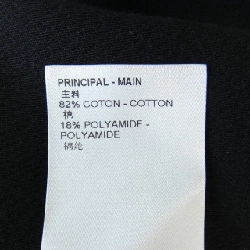 PRINCIPAL - MAIN
主料
82% COTON - COTTON
棉
18% POLYAMIDE -
POLYAMIDE
锦纶